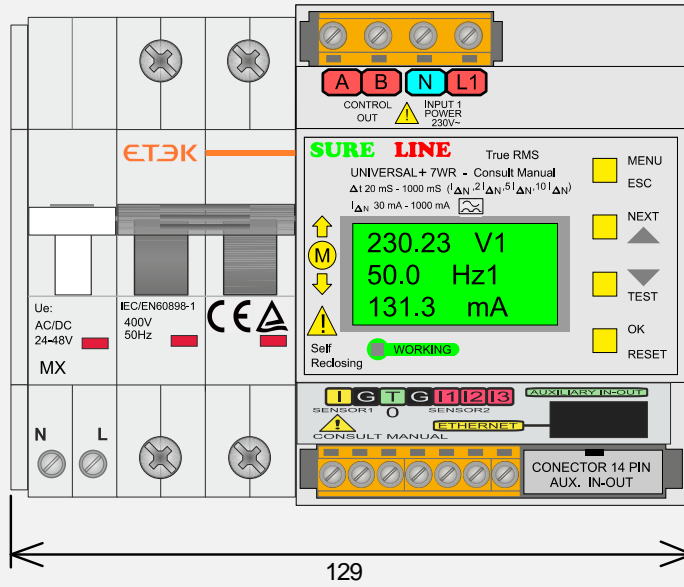 A B N L1
CONTROL
OUT
INPUT 1
POWER
230V~
ETEK
SURE LINE
True RMS
UNIVERSAL+ 7WR - Consult Manual
Δt 20 mS - 1000 mS (IΔN ,2IΔN,5IΔN,10IΔN)
IΔN 30 mA - 1000 mA
MENU
ESC
NEXT
TEST
OK
RESET
M
230.23 V1
50.0 Hz1
131.3 mA
!
Self
Reclosing
WORKING
Ue:
AC/DC
24-48V
MX
IEC/EN60898-1
400V
50Hz
CE
I G T G I1 I2 I3
SENSOR1 O SENSOR2
AUXILIARY IN-OUT
ETHERNET
!
CONSULT MANUAL
N L
CONECTOR 14 PIN
AUX. IN-OUT
129